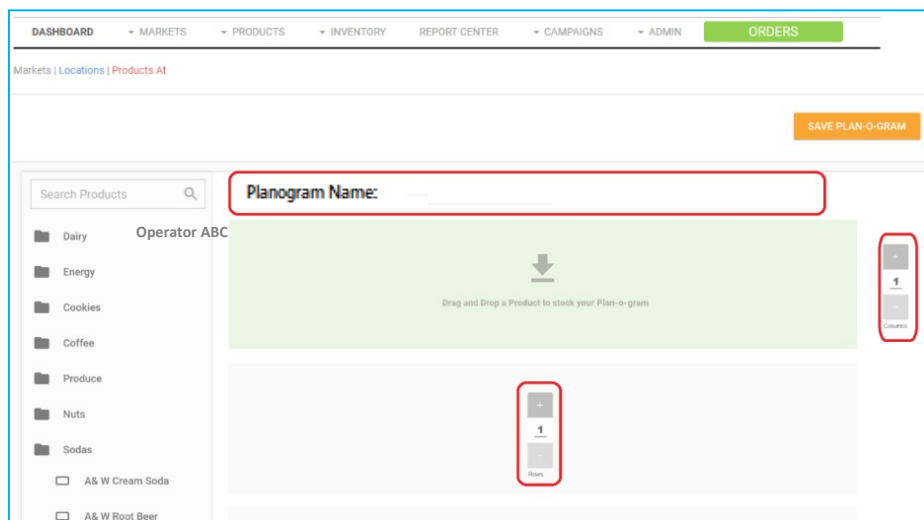 DASHBOARD MARKETS PRODUCTS INVENTORY REPORT CENTER CAMPAIGNS ADMIN ORDERS
Markets | Locations | Products At
SAVE PLAN-O-GRAM
Search Products
Planogram Name:
Dairy
Operator ABC
Energy
Cookies
Coffee
Produce
Nuts
Sodas
A& W Cream Soda
A& W Root Beer
Drag and Drop a Product to stock your Plan-o-gram
+
1
−
Columns
+
1
−
Rows